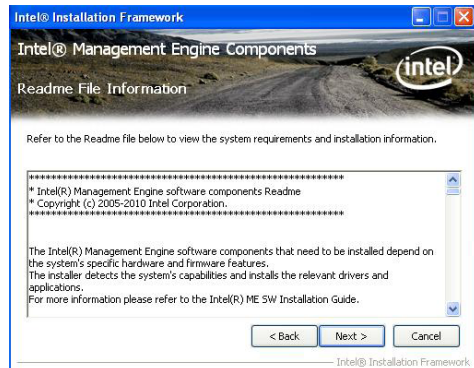 Intel® Installation Framework
Intel® Management Engine Components
intel
Readme File Information
Refer to the Readme file below to view the system requirements and installation information.
******************************************************************
* Intel(R) Management Engine software components Readme
* Copyright (c) 2005-2010 Intel Corporation.
******************************************************************
The Intel(R) Management Engine software components that need to be installed depend on
the system's specific hardware and firmware features.
The installer detects the system's capabilities and installs the relevant drivers and
applications.
For more information please refer to the Intel(R) ME SW Installation Guide.
< Back
Next >
Cancel
Intel® Installation Framework